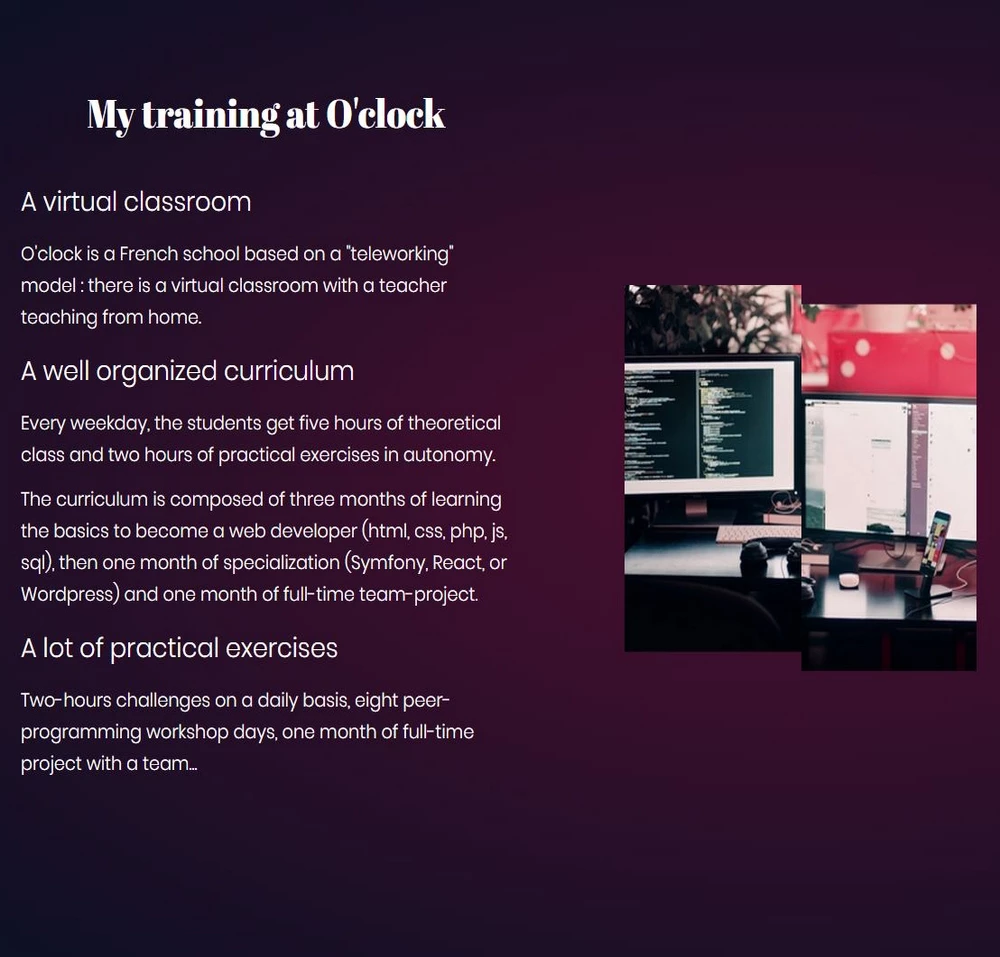 My training at O'clock
A virtual classroom
O'clock is a French school based on a "teleworking"
model : there is a virtual classroom with a teacher
teaching from home.
A well organized curriculum
Every weekday, the students get five hours of theoretical
class and two hours of practical exercises in autonomy.
The curriculum is composed of three months of learning
the basics to become a web developer (html, css, php, js,
sql), then one month of specialization (Symfony, React, or
Wordpress) and one month of full-time team-project.
A lot of practical exercises
Two-hours challenges on a daily basis, eight peer-
programming workshop days, one month of full-time
project with a team...